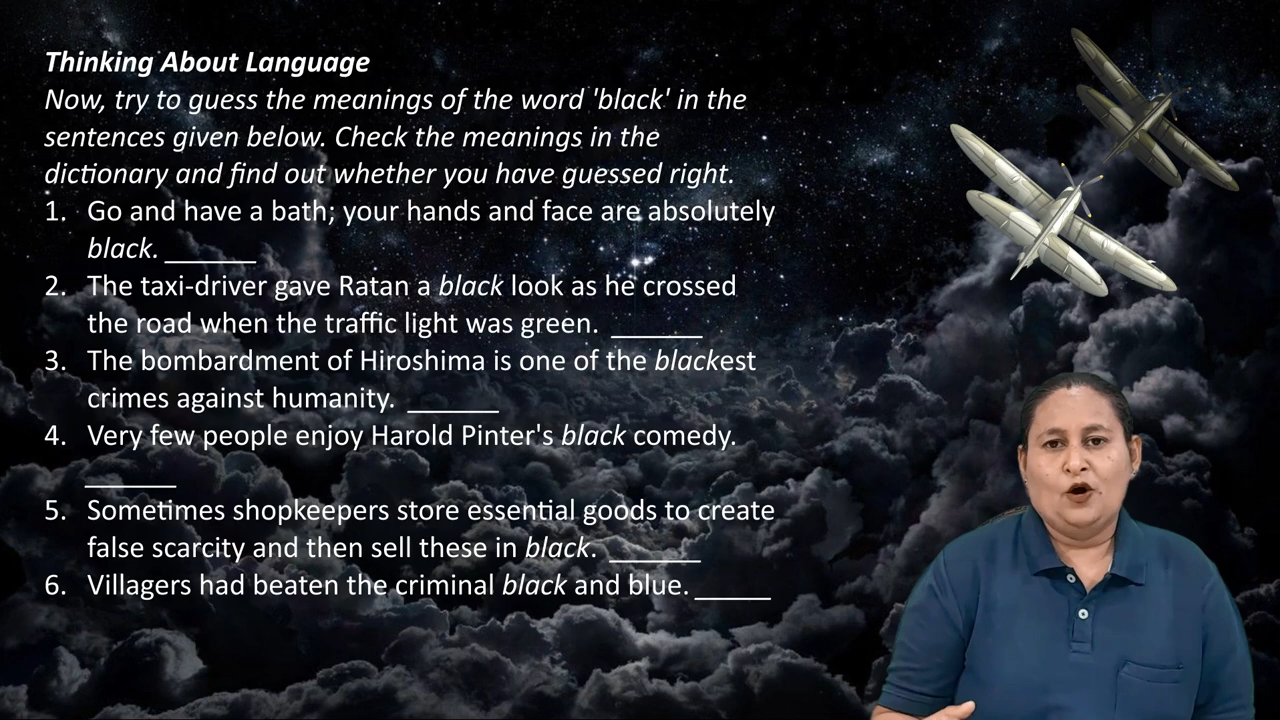 Thinking About Language
Now, try to guess the meanings of the word 'black' in the
sentences given below. Check the meanings in the
dictionary and find out whether you have guessed right.
1. Go and have a bath; your hands and face are absolutely
black. ______
2. The taxi-driver gave Ratan a black look as he crossed
the road when the traffic light was green. ______
3. The bombardment of Hiroshima is one of the blackest
crimes against humanity. ______
4. Very few people enjoy Harold Pinter's black comedy.
______
5. Sometimes shopkeepers store essential goods to create
false scarcity and then sell these in black. ______
6. Villagers had beaten the criminal black and blue. _____